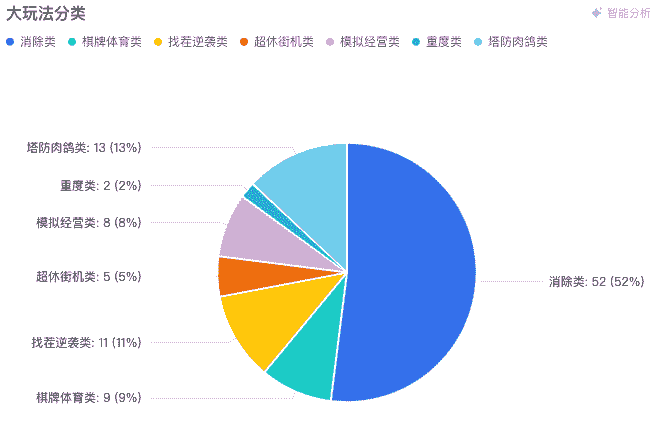 大玩法分类
智能分析
消除类 棋牌体育类 找茬逆袭类 超休街机类 模拟经营类 重度类 塔防肉鸽类
塔防肉鸽类: 13 (13%)
重度类: 2 (2%)
模拟经营类: 8 (8%)
超休街机类: 5 (5%)
消除类: 52 (52%)
找茬逆袭类: 11 (11%)
棋牌体育类: 9 (9%)